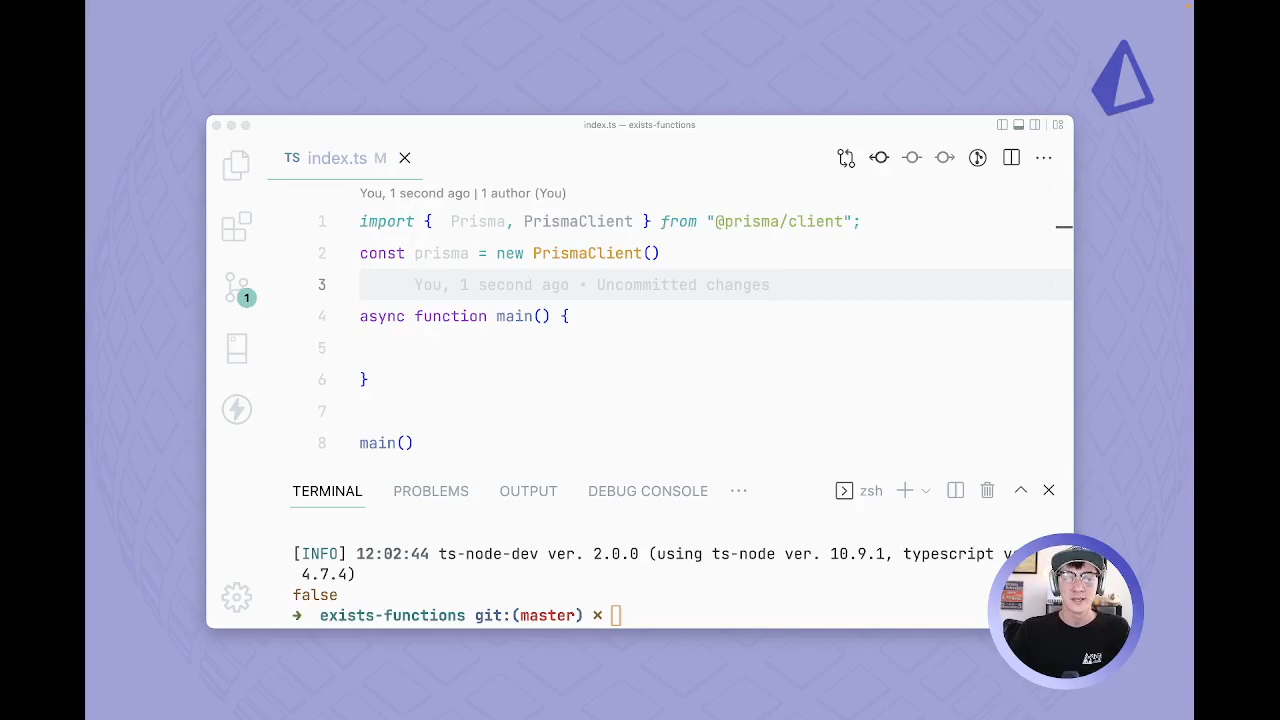 index.ts — exists-functions
TS index.ts M
You, 1 second ago | 1 author (You)
1 import { Prisma, PrismaClient } from "@prisma/client";
2 const prisma = new PrismaClient()
3 You, 1 second ago • Uncommitted changes
4 async function main() {
5
6 }
7
8 main()
1
TERMINAL PROBLEMS OUTPUT DEBUG CONSOLE ··· zsh
[INFO] 12:02:44 ts-node-dev ver. 2.0.0 (using ts-node ver. 10.9.1, typescript
4.7.4)
false
→ exists-functions git:(master) ×